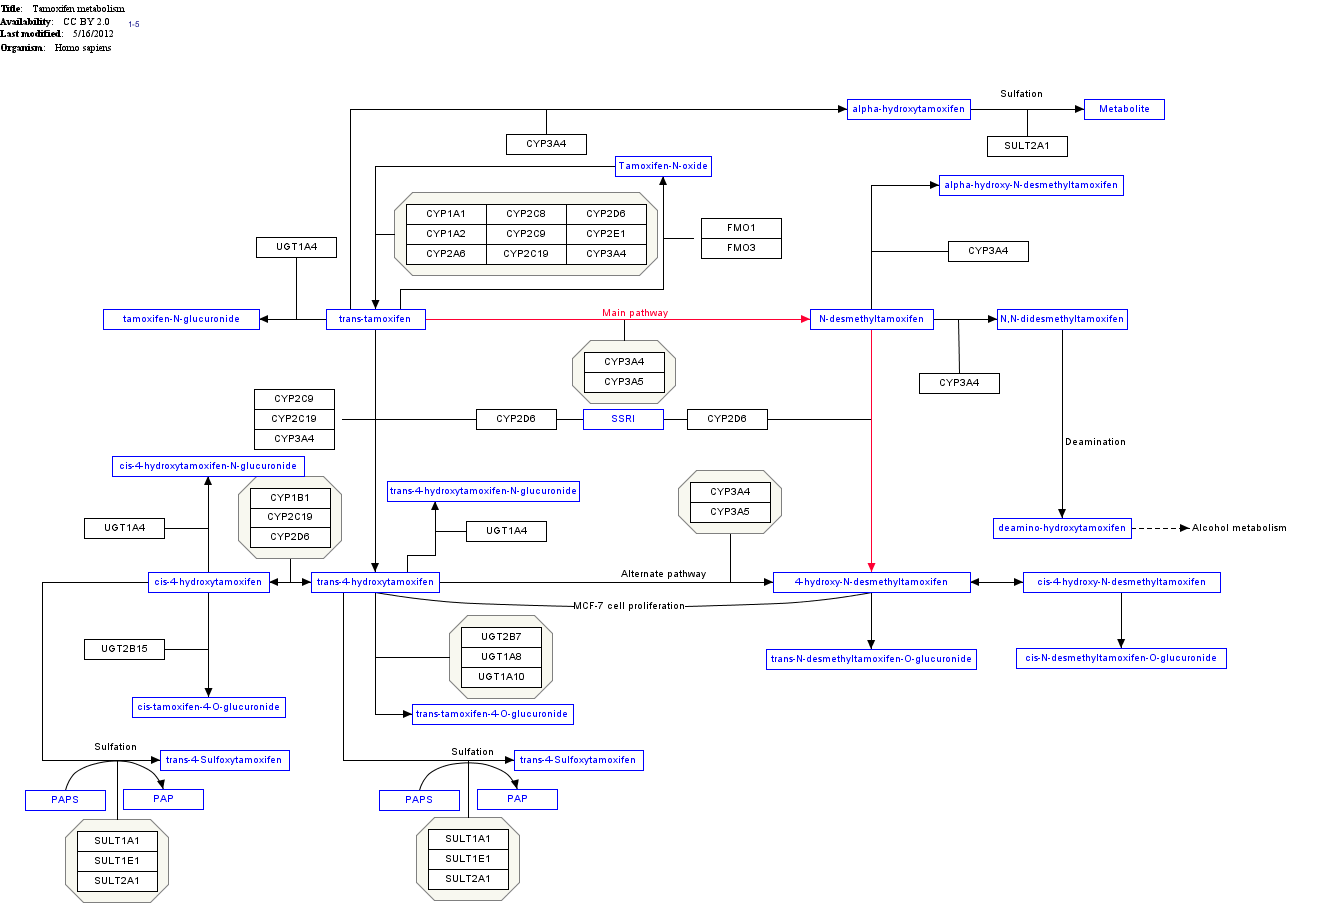 Title: Tamoxifen metabolism
Availability: CC BY 2.0
1-5
Last modified: 5/16/2012
Organism: Homo sapiens
Sulfation
alpha-hydroxytamoxifen
Metabolite
CYP3A4
SULT2A1
Tamoxifen-N-oxide
alpha-hydroxy-N-desmethyltamoxifen
CYP1A1 CYP2C8 CYP2D6
CYP1A2 CYP2C9 CYP2E1
CYP2A6 CYP2C19 CYP3A4
FMO1
FMO3
UGT1A4
CYP3A4
Main pathway
tamoxifen-N-glucuronide
trans-tamoxifen
N-desmethyltamoxifen
N,N-didesmethyltamoxifen
CYP3A4
CYP3A5
CYP3A4
CYP2C9
CYP2C19
CYP3A4
CYP2D6
SSRI
CYP2D6
Deamination
cis-4-hydroxytamoxifen-N-glucuronide
trans-4-hydroxytamoxifen-N-glucuronide
CYP1B1
CYP2C19
CYP2D6
CYP3A4
CYP3A5
UGT1A4
UGT1A4
deamino-hydroxytamoxifen
Alcohol metabolism
Alternate pathway
cis-4-hydroxytamoxifen
trans-4-hydroxytamoxifen
4-hydroxy-N-desmethyltamoxifen
cis-4-hydroxy-N-desmethyltamoxifen
MCF-7 cell proliferation
UGT2B15
UGT2B7
UGT1A8
UGT1A10
trans-N-desmethyltamoxifen-O-glucuronide
cis-N-desmethyltamoxifen-O-glucuronide
cis-tamoxifen-4-O-glucuronide
trans-tamoxifen-4-O-glucuronide
Sulfation
trans-4-Sulfoxytamoxifen
Sulfation
trans-4-Sulfoxytamoxifen
PAPS
PAP
PAPS
PAP
SULT1A1
SULT1E1
SULT2A1
SULT1A1
SULT1E1
SULT2A1